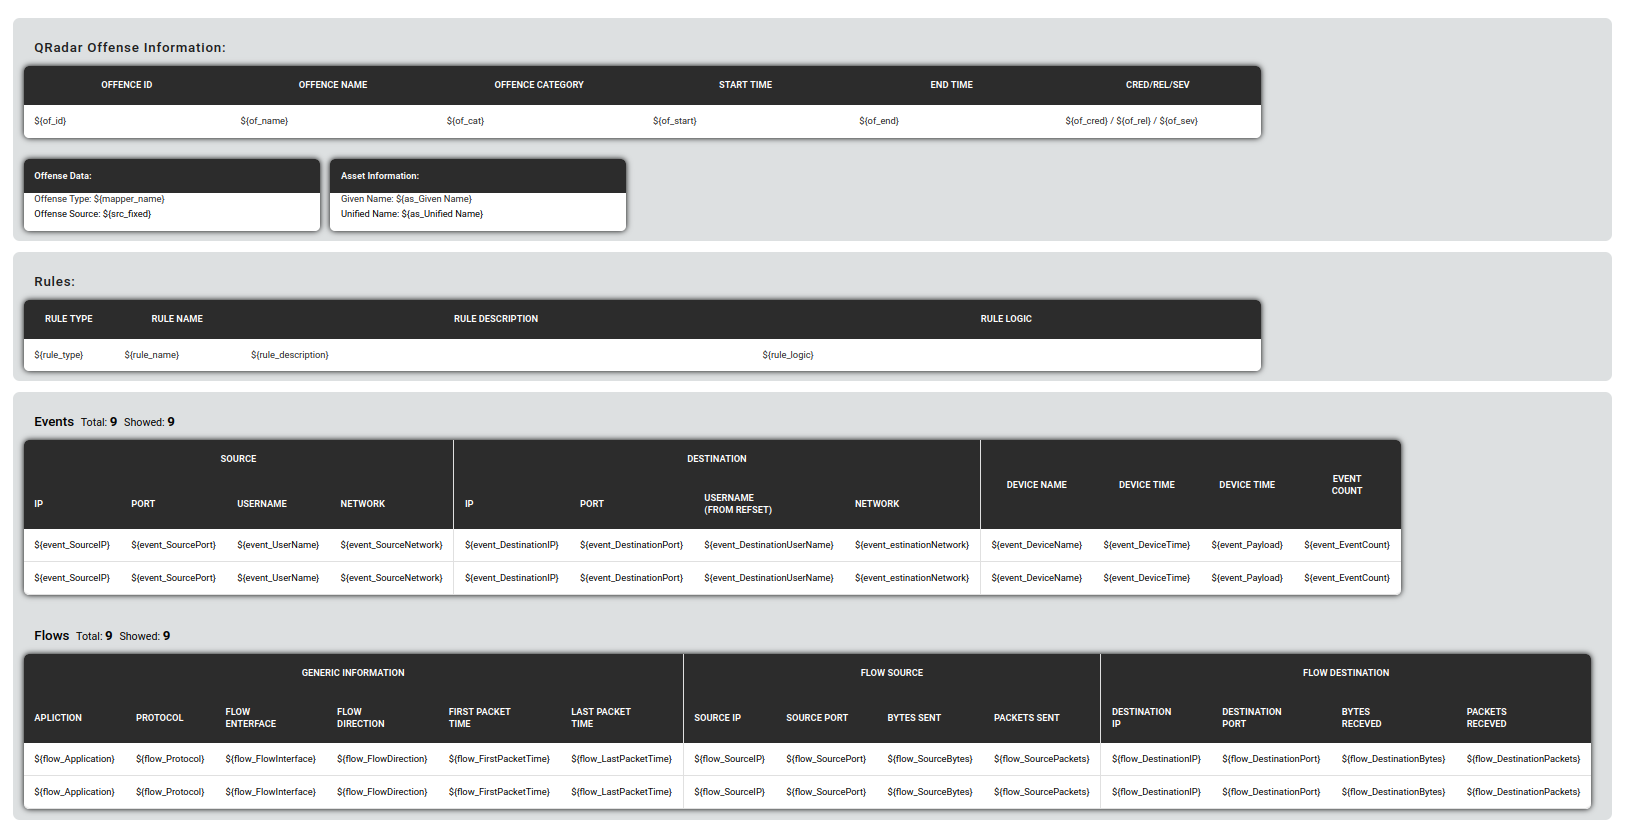 QRadar Offense Information:
OFFENCE ID OFFENCE NAME OFFENCE CATEGORY START TIME END TIME CRED/REL/SEV
${of_id} ${of_name} ${of_cat} ${of_start} ${of_end} ${of_cred} / ${of_rel} / ${of_sev}
Offense Data: Asset Information:
Offense Type: ${mapper_name} Given Name: ${as_Given Name}
Offense Source: ${src_fixed} Unified Name: ${as_Unified Name}
Rules:
RULE TYPE RULE NAME RULE DESCRIPTION RULE LOGIC
${rule_type} ${rule_name} ${rule_description} ${rule_logic}
Events Total: 9 Showed: 9
SOURCE DESTINATION
IP PORT USERNAME NETWORK IP PORT USERNAME (FROM REFSET) NETWORK DEVICE NAME DEVICE TIME DEVICE TIME EVENT COUNT
${event_SourceIP} ${event_SourcePort} ${event_UserName} ${event_SourceNetwork} ${event_DestinationIP} ${event_DestinationPort} ${event_DestinationUserName} ${event_estinationNetwork} ${event_DeviceName} ${event_DeviceTime} ${event_Payload} ${event_EventCount}
${event_SourceIP} ${event_SourcePort} ${event_UserName} ${event_SourceNetwork} ${event_DestinationIP} ${event_DestinationPort} ${event_DestinationUserName} ${event_estinationNetwork} ${event_DeviceName} ${event_DeviceTime} ${event_Payload} ${event_EventCount}
Flows Total: 9 Showed: 9
GENERIC INFORMATION FLOW SOURCE FLOW DESTINATION
APLICTION PROTOCOL FLOW ENTERFACE FLOW DIRECTION FIRST PACKET TIME LAST PACKET TIME SOURCE IP SOURCE PORT BYTES SENT PACKETS SENT DESTINATION IP DESTINATION PORT BYTES RECEVED PACKETS RECEVED
${flow_Application} ${flow_Protocol} ${flow_FlowInterface} ${flow_FlowDirection} ${flow_FirstPacketTime} ${flow_LastPacketTime} ${flow_SourceIP} ${flow_SourcePort} ${flow_SourceBytes} ${flow_SourcePackets} ${flow_DestinationIP} ${flow_DestinationPort} ${flow_DestinationBytes} ${flow_DestinationPackets}
${flow_Application} ${flow_Protocol} ${flow_FlowInterface} ${flow_FlowDirection} ${flow_FirstPacketTime} ${flow_LastPacketTime} ${flow_SourceIP} ${flow_SourcePort} ${flow_SourceBytes} ${flow_SourcePackets} ${flow_DestinationIP} ${flow_DestinationPort} ${flow_DestinationBytes} ${flow_DestinationPackets}